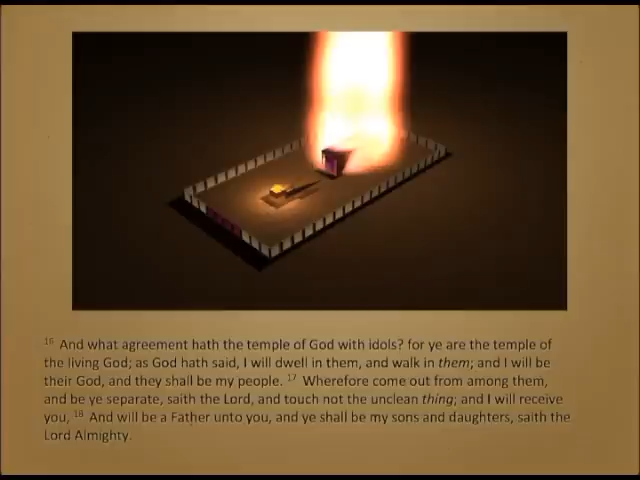 16 And what agreement hath the temple of God with idols? for ye are the temple of
the living God; as God hath said, I will dwell in them, and walk in them; and I will be
their God, and they shall be my people. 17 Wherefore come out from among them,
and be ye separate, saith the Lord, and touch not the unclean thing; and I will receive
you, 18 And will be a Father unto you, and ye shall be my sons and daughters, saith the
Lord Almighty.